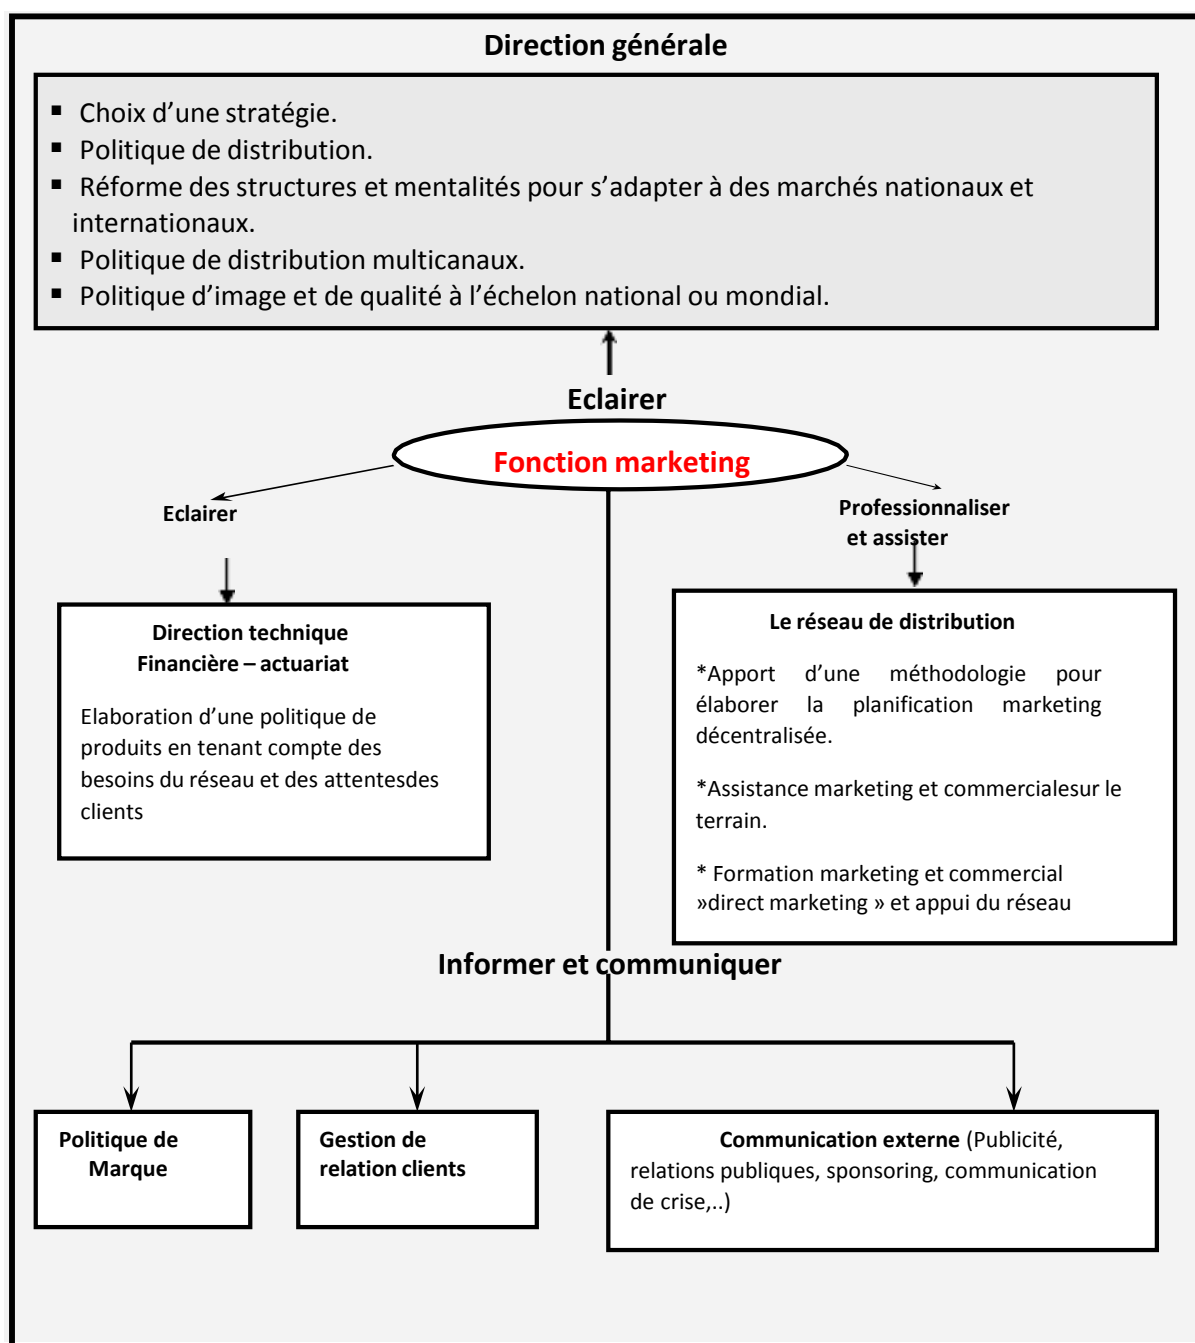 Direction générale
▪ Choix d’une stratégie.
▪ Politique de distribution.
▪ Réforme des structures et mentalités pour s’adapter à des marchés nationaux et
internationaux.
▪ Politique de distribution multicanaux.
▪ Politique d’image et de qualité à l’échelon national ou mondial.
Eclairer
Fonction marketing
Eclairer
Professionnaliser
et assister
Direction technique
Financière – actuariat
Elaboration d’une politique de
produits en tenant compte des
besoins du réseau et des attentesdes
clients
Le réseau de distribution
*Apport d’une méthodologie pour
élaborer la planification marketing
décentralisée.
*Assistance marketing et commercialesur le
terrain.
* Formation marketing et commercial
»direct marketing » et appui du réseau
Informer et communiquer
Politique de
Marque
Gestion de
relation clients
Communication externe (Publicité,
relations publiques, sponsoring, communication
de crise,..)